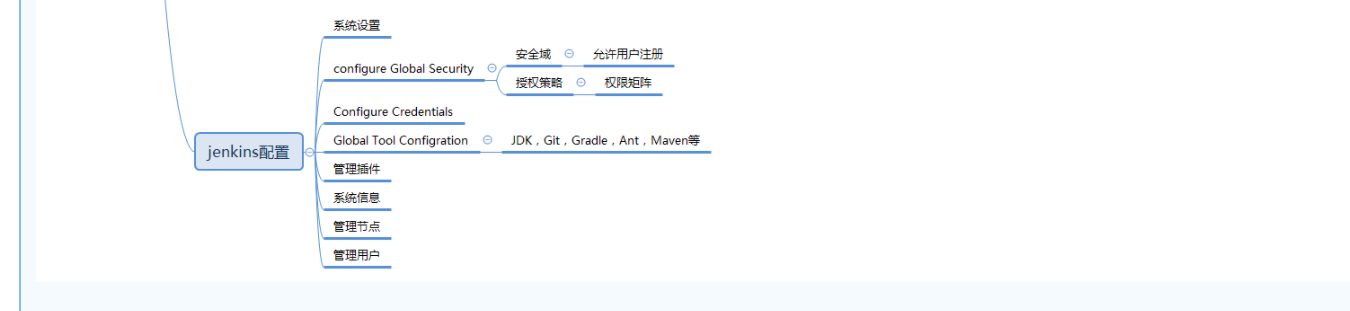 系统设置
configure Global Security
安全域
允许用户注册
授权策略
权限矩阵
Configure Credentials
Global Tool Configration
JDK，Git，Gradle，Ant，Maven等
jenkins配置
管理插件
系统信息
管理节点
管理用户